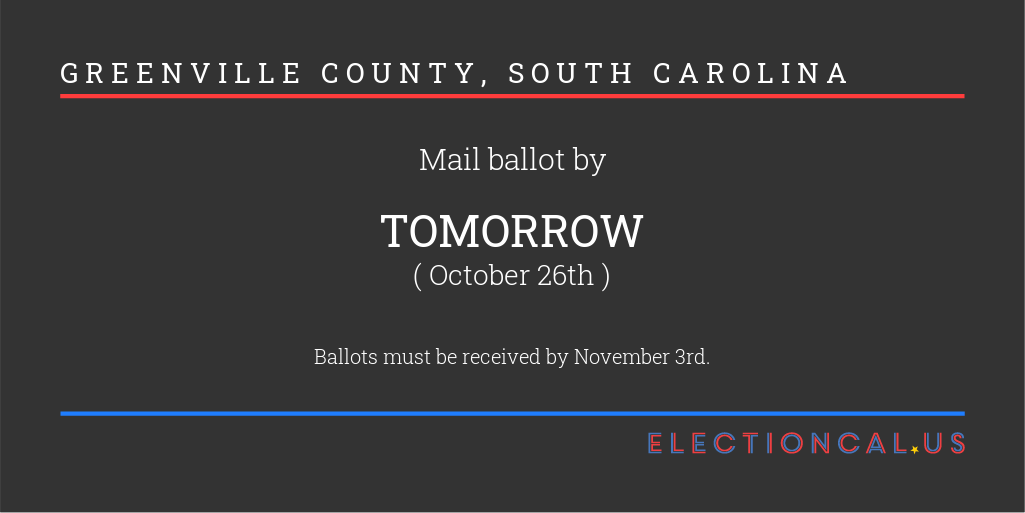 GREENVILLE COUNTY, SOUTH CAROLINA
Mail ballot by
TOMORROW
( October 26th )
Ballots must be received by November 3rd.
ELECTIONCAL.US